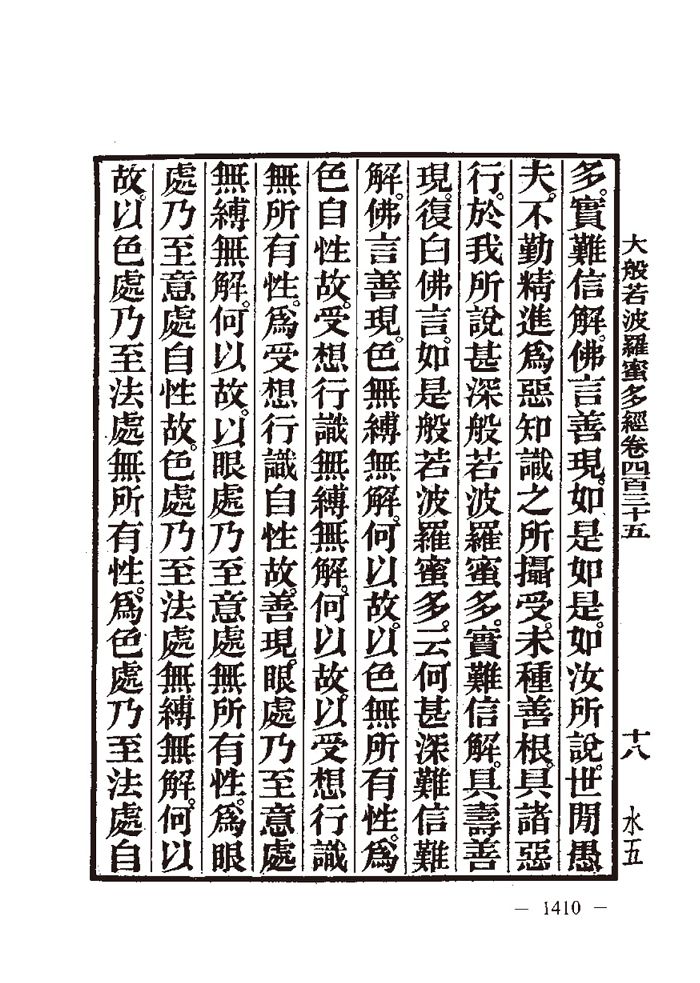 大般若波羅蜜多經卷四百三十五　十八　水五
多。實難信解。佛言善現。如是如是。如汝所說。世閒愚
夫。不勤精進。爲惡知識之所攝受。未種善根。具諸惡
行。於我所說甚深般若波羅蜜多。實難信解。具壽善
現。復白佛言。如是般若波羅蜜多。云何甚深難信難
解。佛言善現。色無縛無解。何以故。以色無所有性。爲
色自性故。受想行識無縛無解。何以故。以受想行識
無所有性。爲受想行識自性故。善現。眼處乃至意處
無縛無解。何以故。以眼處乃至意處無所有性。爲眼
處乃至意處自性故。色處乃至法處無縛無解。何以
故。以色處乃至法處無所有性。爲色處乃至法處自
— 1410 —